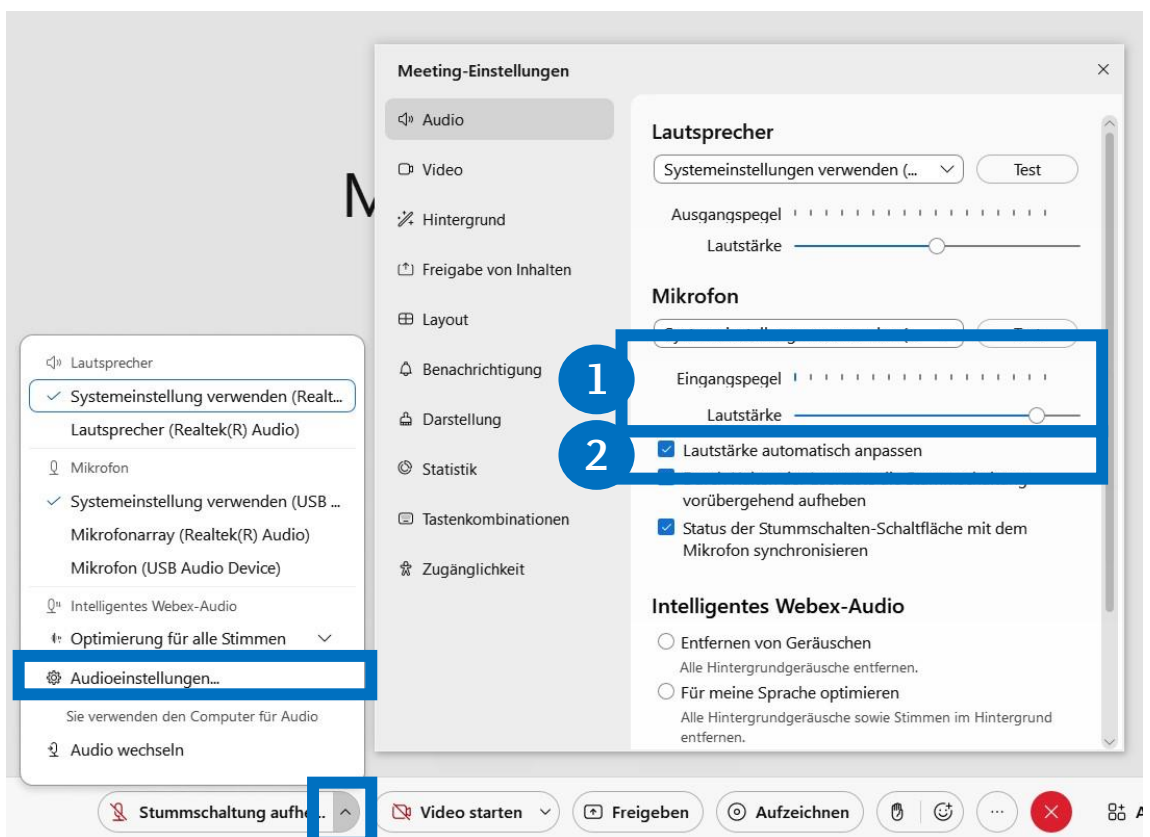 Meeting-Einstellungen
Audio
Video
Hintergrund
Freigabe von Inhalten
Layout
Benachrichtigung
Darstellung
Statistik
Tastenkombinationen
Zugänglichkeit
Lautsprecher
Systemeinstellungen verwenden (...
Test
Ausgangspegel
Lautstärke
Mikrofon
1
Eingangspegel
Lautstärke
2
Lautstärke automatisch anpassen
vorübergehend aufheben
Status der Stummschalten-Schaltfläche mit dem
Mikrofon synchronisieren
Intelligentes Webex-Audio
Entfernen von Geräuschen
Alle Hintergrundgeräusche entfernen.
Für meine Sprache optimieren
Alle Hintergrundgeräusche sowie Stimmen im Hintergrund
entfernen.
M
Lautsprecher
Systemeinstellung verwenden (Realt...
Lautsprecher (Realtek(R) Audio)
Mikrofon
Systemeinstellung verwenden (USB ...
Mikrofonarray (Realtek(R) Audio)
Mikrofon (USB Audio Device)
Intelligentes Webex-Audio
Optimierung für alle Stimmen
Audioeinstellungen...
Sie verwenden den Computer für Audio
Audio wechseln
Stummschaltung aufhe...
Video starten
Freigeben
Aufzeichnen
A